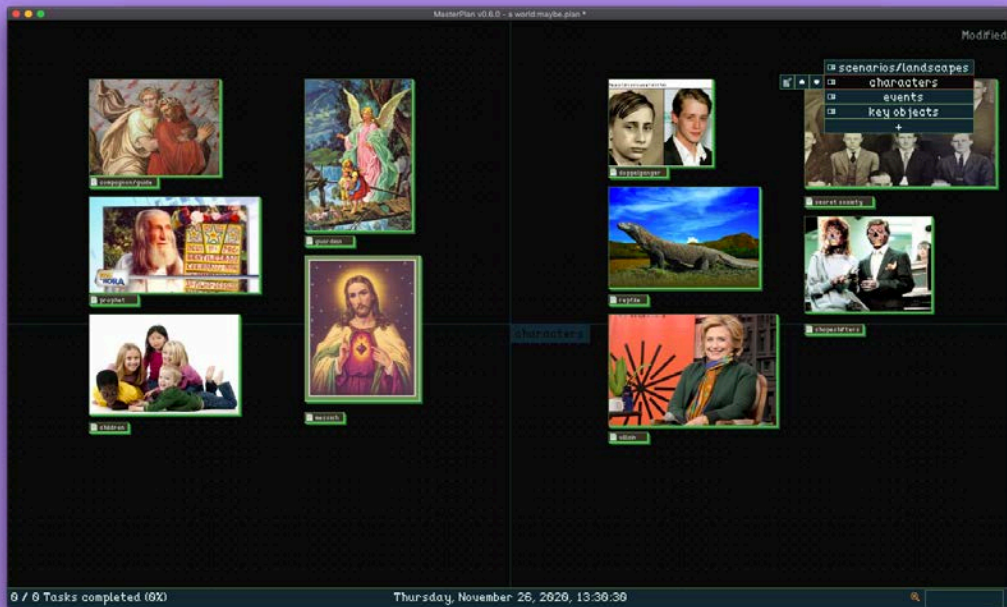 MasterPlan v0.6.0 - a world:maybe.plan *
Modified
scenarios/landscapes
characters
events
key objects
+
compagnon/guide
guardian
doppelganger
secret society
prophet
reptile
shapeshifters
characters
children
messiah
villain
0 / 0 Tasks completed (0%)
Thursday, November 26, 2020, 13:30:30